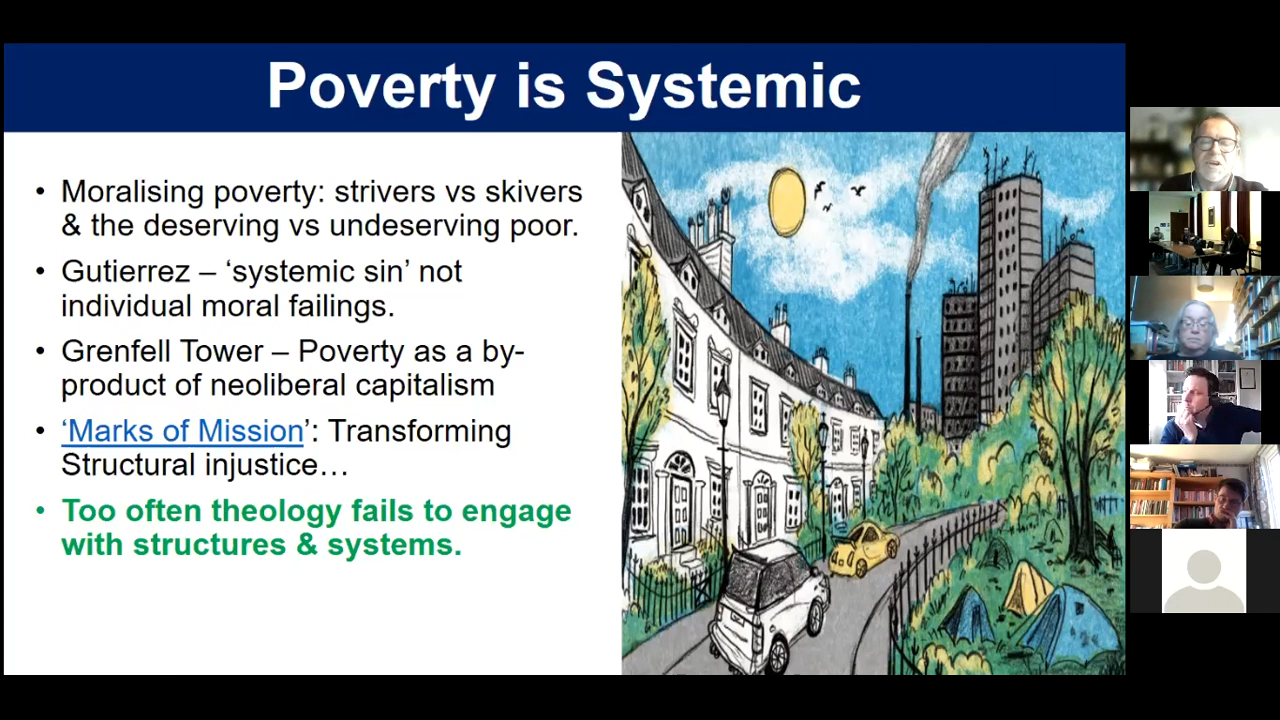 Poverty is Systemic
• Moralising poverty: strivers vs skivers
& the deserving vs undeserving poor.
• Gutierrez – ‘systemic sin’ not
individual moral failings.
• Grenfell Tower – Poverty as a by-
product of neoliberal capitalism
• ‘Marks of Mission’: Transforming
Structural injustice…
• Too often theology fails to engage
with structures & systems.